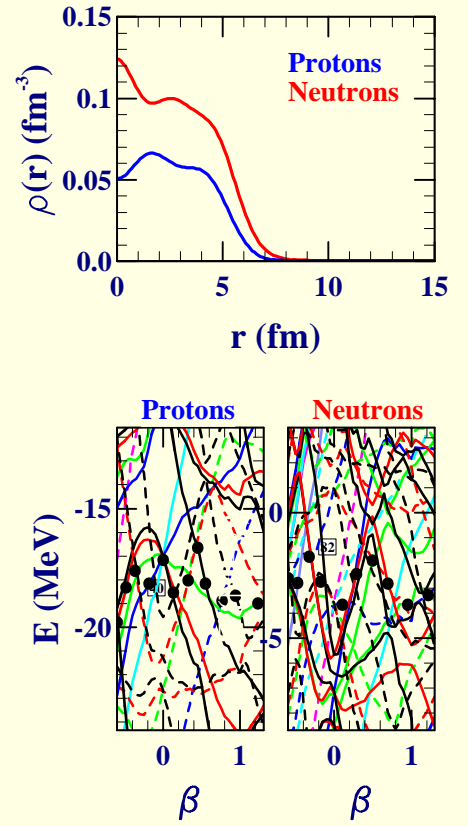 0.15
0.1
0.05
0.0
ρ(r) (fm⁻³)
Protons
Neutrons
0 5 10 15
r (fm)
Protons Neutrons
-15
-20
E (MeV)
0
-5
82
0 1
0 1
β β